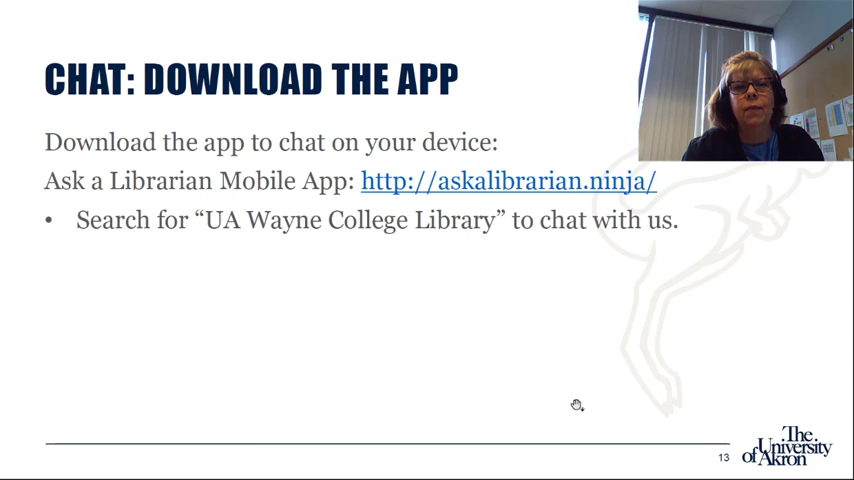 CHAT: DOWNLOAD THE APP
Download the app to chat on your device:
Ask a Librarian Mobile App: http://askalibrarian.ninja/
• Search for “UA Wayne College Library” to chat with us.
13
The
University
of Akron